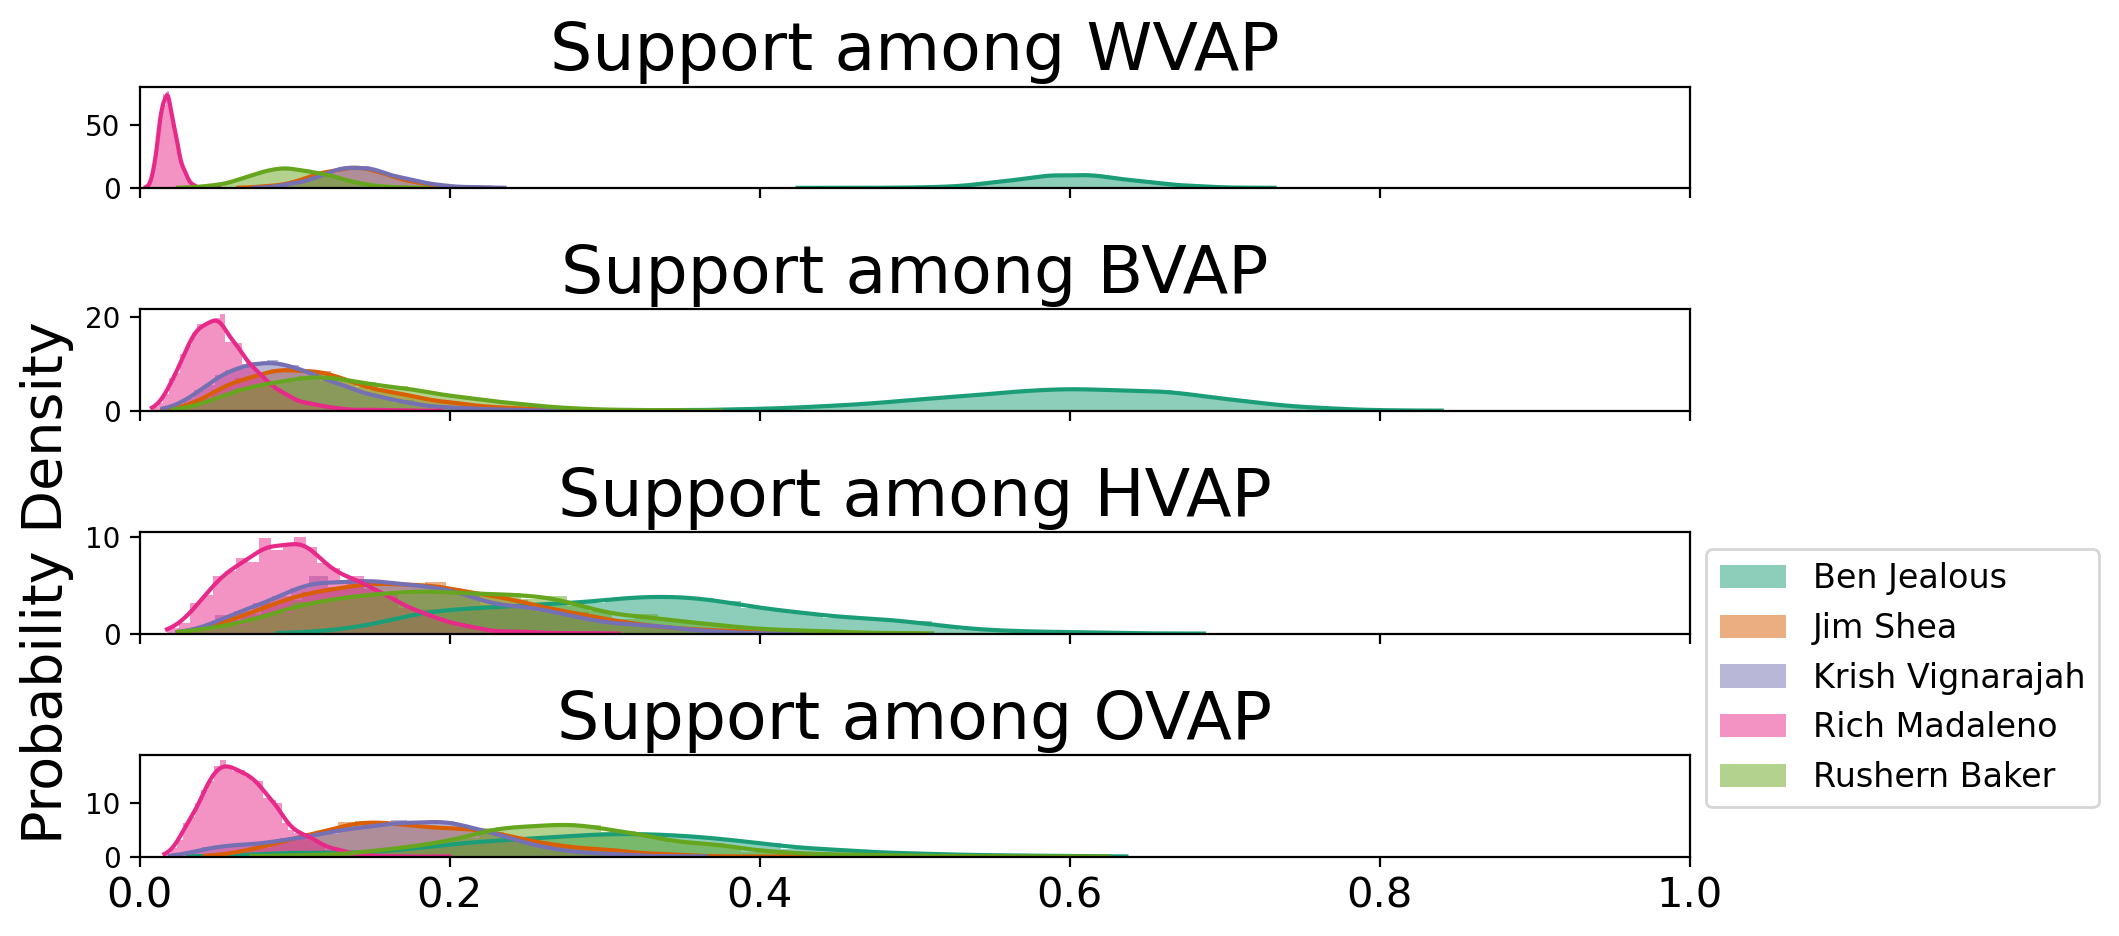 Support among WVAP
50
0
Support among BVAP
20
0
Support among HVAP
10
0
Support among OVAP
10
0
0.0 0.2 0.4 0.6 0.8 1.0
Probability Density
Ben Jealous
Jim Shea
Krish Vignarajah
Rich Madaleno
Rushern Baker